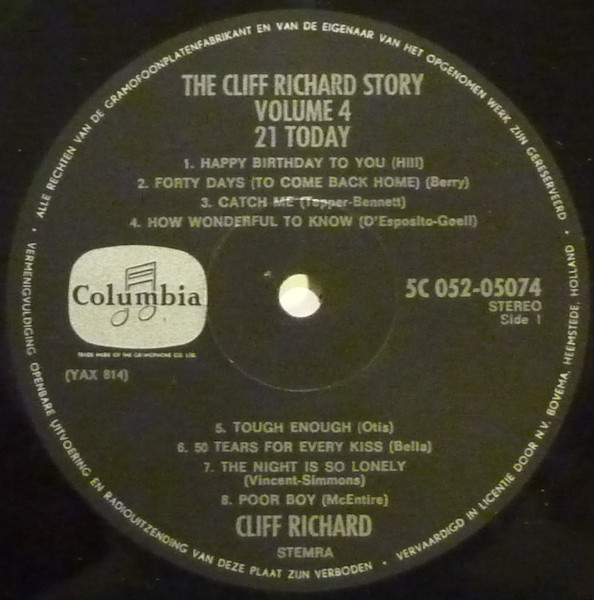 ALLE RECHTEN VAN DE GRAMOFOONPLATENFABRIKANT EN VAN DE EIGENAAR VAN HET OPGENOMEN WERK ZIJN GERESERVEERD •
THE CLIFF RICHARD STORY
VOLUME 4
21 TODAY
1. HAPPY BIRTHDAY TO YOU (Hill)
2. FORTY DAYS (TO COME BACK HOME) (Berry)
3. CATCH ME (Tepper-Bennett)
4. HOW WONDERFUL TO KNOW (D'Esposito-Goell)
Columbia
TRADE MARK OF THE GRAMOPHONE CO. LTD.
(YAX 814)
5C 052-05074
STEREO
Side 1
5. TOUGH ENOUGH (Otis)
6. 50 TEARS FOR EVERY KISS (Bella)
7. THE NIGHT IS SO LONELY
(Vincent-Simmons)
8. POOR BOY (McEntire)
CLIFF RICHARD
STEMRA
VERVAARDIGD IN LICENTIE DOOR N.V. BOVEMA, HEEMSTEDE, HOLLAND •
VERMENIGVULDIGING OPENBARE UITVOERING EN RADIOUITZENDING VAN DEZE PLAAT ZIJN VERBODEN •